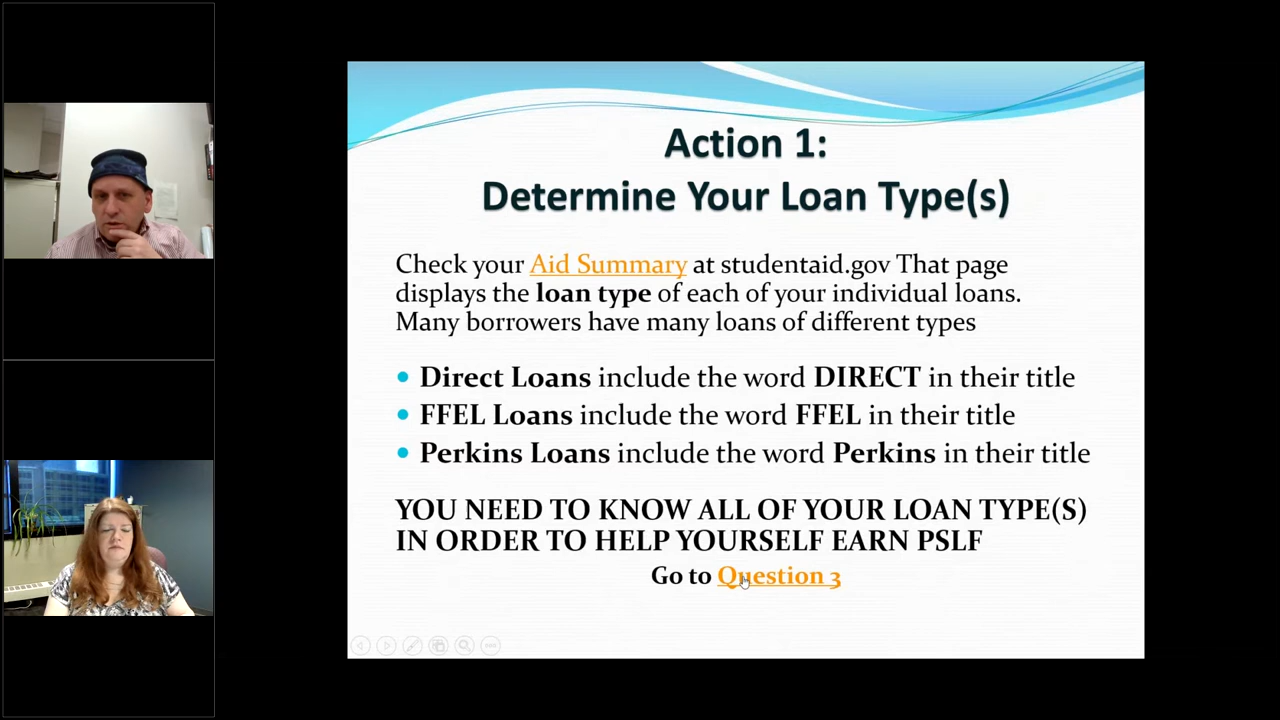 Action 1:
Determine Your Loan Type(s)
Check your Aid Summary at studentaid.gov That page
displays the loan type of each of your individual loans.
Many borrowers have many loans of different types
• Direct Loans include the word DIRECT in their title
• FFEL Loans include the word FFEL in their title
• Perkins Loans include the word Perkins in their title
YOU NEED TO KNOW ALL OF YOUR LOAN TYPE(S)
IN ORDER TO HELP YOURSELF EARN PSLF
Go to Question 3